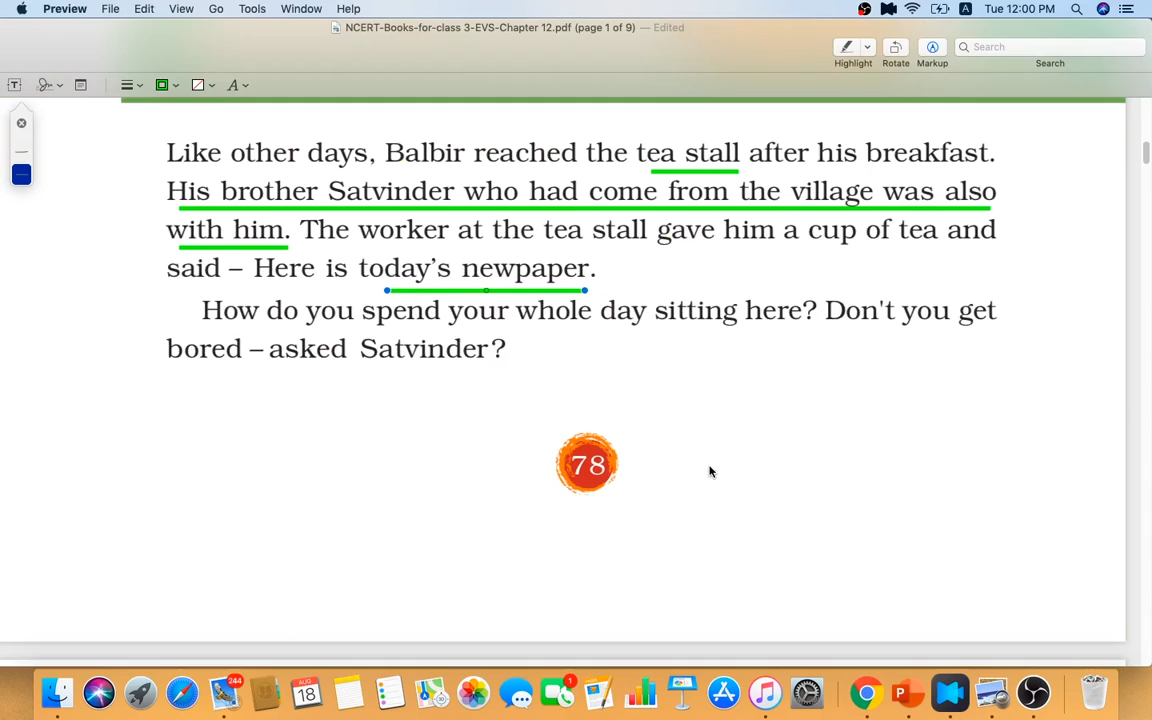 Preview File Edit View Go Tools Window Help
Tue 12:00 PM
NCERT-Books-for class 3-EVS-Chapter 12.pdf (page 1 of 9) — Edited
Search
Highlight Rotate Markup Search
Like other days, Balbir reached the tea stall after his breakfast.
His brother Satvinder who had come from the village was also
with him. The worker at the tea stall gave him a cup of tea and
said – Here is today's newpaper.
How do you spend your whole day sitting here? Don't you get
bored – asked Satvinder?
78
244
AUG
18
1